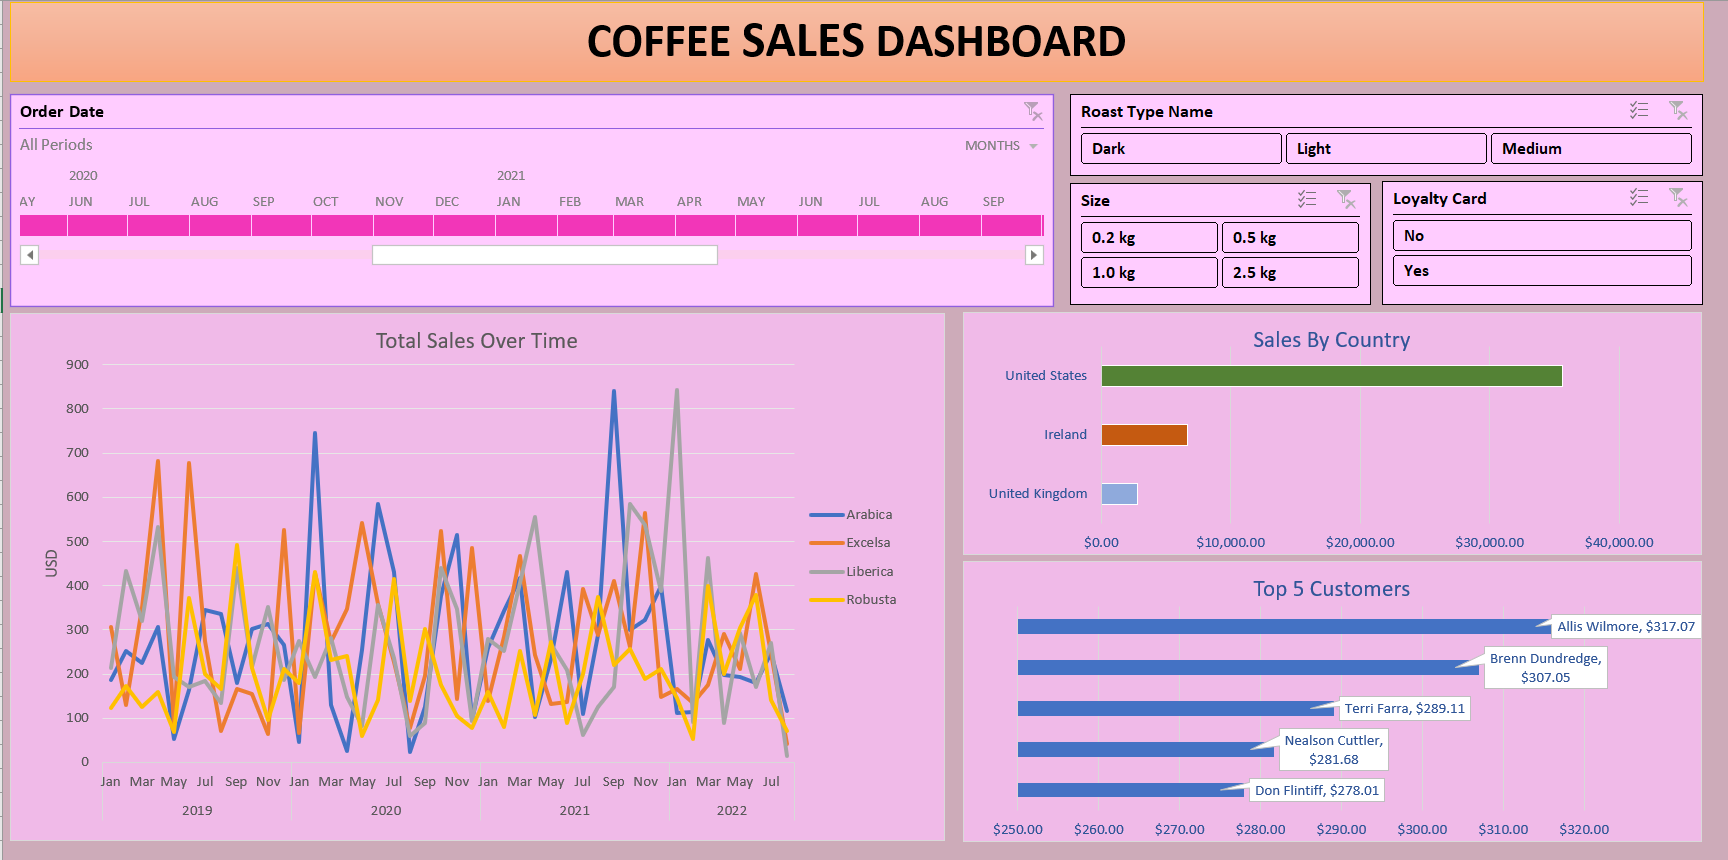 COFFEE SALES DASHBOARD
Order Date
All Periods
MONTHS
2020 2021
AY JUN JUL AUG SEP OCT NOV DEC JAN FEB MAR APR MAY JUN JUL AUG SEP
Roast Type Name
Dark Light Medium
Size
0.2 kg 0.5 kg
1.0 kg 2.5 kg
Loyalty Card
No
Yes
Total Sales Over Time
900
800
700
600
500
400
300
200
100
0
USD
Jan Mar May Jul Sep Nov Jan Mar May Jul Sep Nov Jan Mar May Jul Sep Nov Jan Mar May Jul
2019 2020 2021 2022
Arabica
Excelsa
Liberica
Robusta
Sales By Country
United States
Ireland
United Kingdom
$0.00 $10,000.00 $20,000.00 $30,000.00 $40,000.00
Top 5 Customers
Allis Wilmore, $317.07
Brenn Dundredge,
$307.05
Terri Farra, $289.11
Nealson Cuttler,
$281.68
Don Flintiff, $278.01
$250.00 $260.00 $270.00 $280.00 $290.00 $300.00 $310.00 $320.00